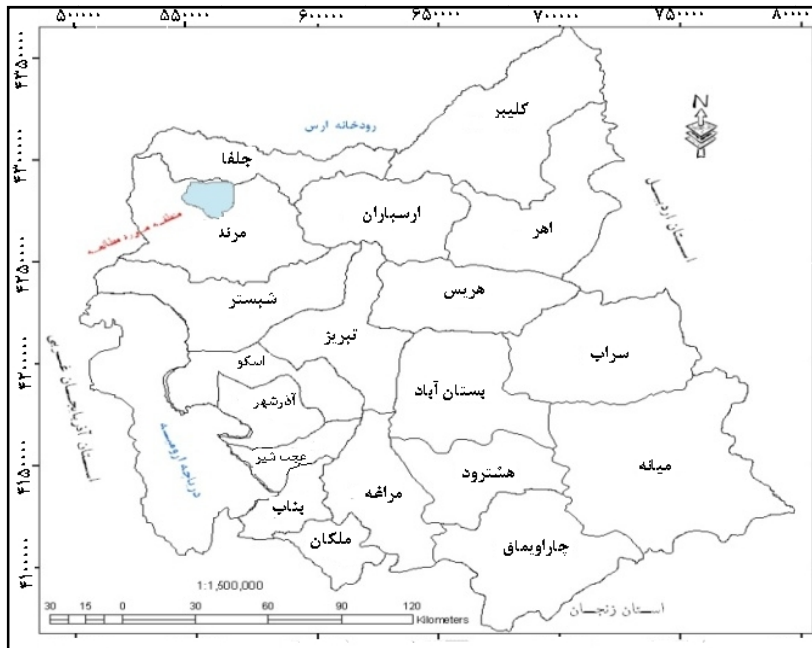 ۵۰۰۰۰۰ ۵۵۰۰۰۰ ۶۰۰۰۰۰ ۶۵۰۰۰۰ ۷۰۰۰۰۰ ۷۵۰۰۰۰ ۸۰۰۰۰۰
۴۳۵۰۰۰۰
۴۳۰۰۰۰۰
۴۲۵۰۰۰۰
۴۲۰۰۰۰۰
۴۱۵۰۰۰۰
۴۱۰۰۰۰۰
N
کلیبر
رودخانه ارس
جلفا
استان اردبیل
ارسباران
اهر
منطقه مورد مطالعه
مرند
هریس
شبستر
تبریز
سراب
اسکو
استان آذربایجان غربی
بستان آباد
آذرشهر
دریاچه ارومیه
عجب شیر
میانه
هشترود
مراغه
بناب
ملکان
چاراویماق
1:1,500,000
استان زنجان
30 15 0 30 60 90 120
Kilometers